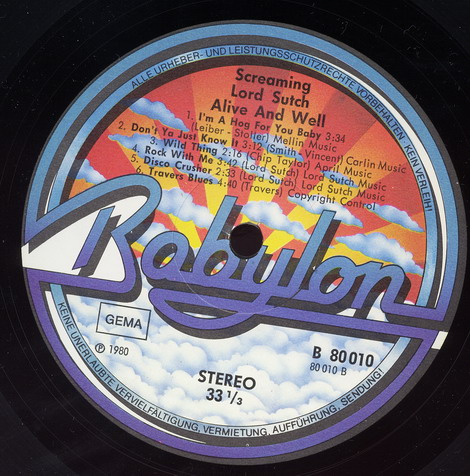 ALLE URHEBER- UND LEISTUNGSSCHUTZRECHTE VORBEHALTEN · KEIN VERLEIH!
Screaming
Lord Sutch
Alive And Well
1. I'm A Hog For You Baby 3:34
(Leiber - Stoller) Mellin Music
2. Don't Ya Just Know It 3:12 (Smith - Vincent) Carlin Music
3. Wild Thing 2:16 (Chip Taylor) April Music
4. Rock With Me 3:42 (Lord Sutch) Lord Sutch Music
5. Disco Crusher 2:33 (Lord Sutch) Lord Sutch Music
6. Travers Blues 4:40 (Travers) Copyright Control
Babylon
GEMA
B 80 010
80 010 B
℗ 1980
STEREO
33 1/3
KEINE UNERLAUBTE VERVIELFÄLTIGUNG, VERMIETUNG, AUFFÜHRUNG, SENDUNG!